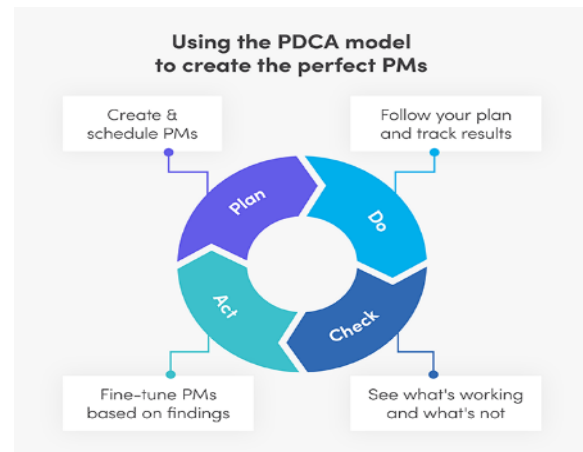 Using the PDCA model
to create the perfect PMs
Create &
schedule PMs
Follow your plan
and track results
Plan
Do
Act
Check
Fine-tune PMs
based on findings
See what's working
and what's not